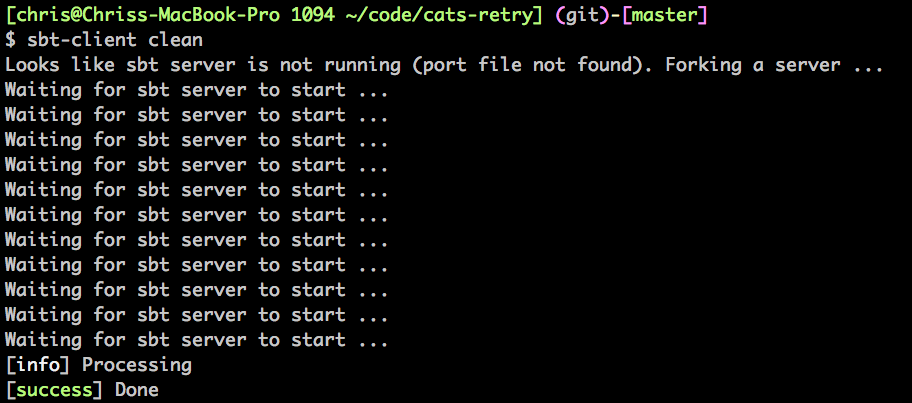 [chris@Chriss-MacBook-Pro 1094 ~/code/cats-retry] (git)-[master]
$ sbt-client clean
Looks like sbt server is not running (port file not found). Forking a server ...
Waiting for sbt server to start ...
Waiting for sbt server to start ...
Waiting for sbt server to start ...
Waiting for sbt server to start ...
Waiting for sbt server to start ...
Waiting for sbt server to start ...
Waiting for sbt server to start ...
Waiting for sbt server to start ...
Waiting for sbt server to start ...
Waiting for sbt server to start ...
Waiting for sbt server to start ...
[info] Processing
[success] Done